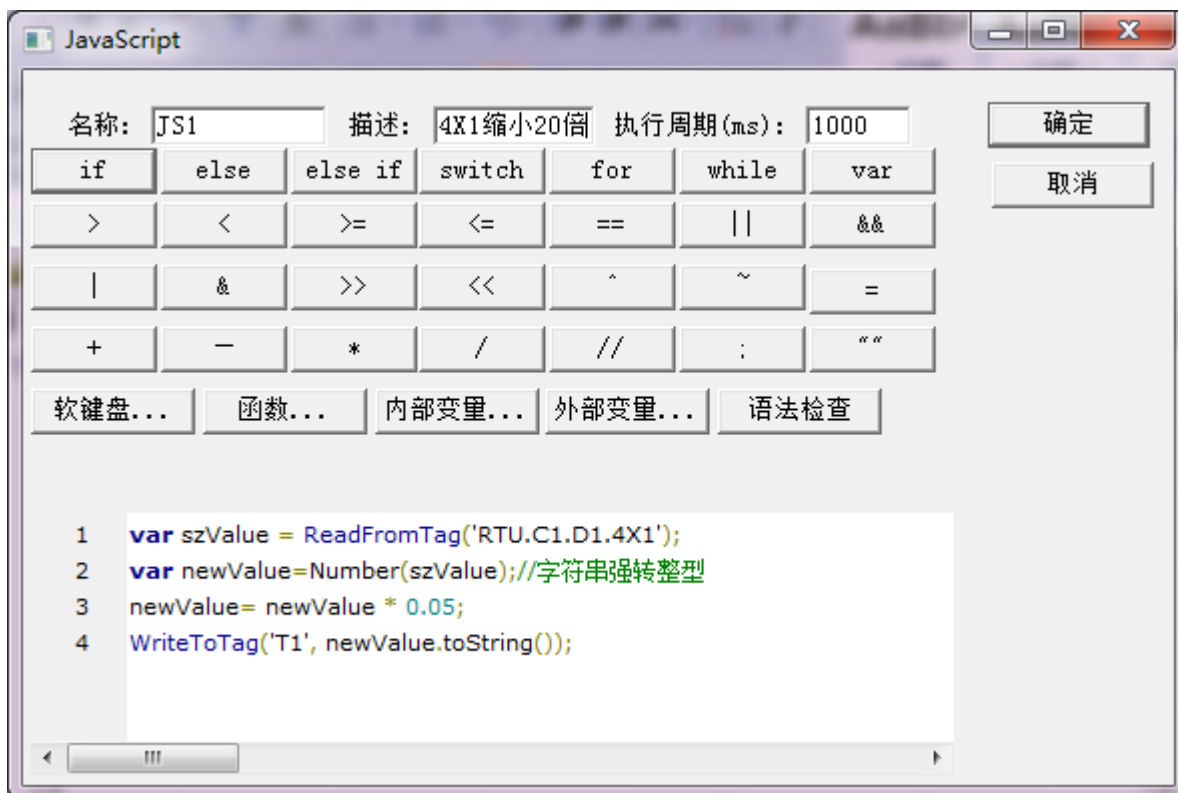 JavaScript
名称: JS1 描述: 4X1缩小20倍 执行周期(ms): 1000 确定
if else else if switch for while var 取消
> < >= <= == || &&
| & >> << ^ ~ =
+ — * / // ; ""
软键盘... 函数... 内部变量... 外部变量... 语法检查
1 var szValue = ReadFromTag('RTU.C1.D1.4X1');
2 var newValue=Number(szValue);//字符串强转整型
3 newValue= newValue * 0.05;
4 WriteToTag('T1', newValue.toString());